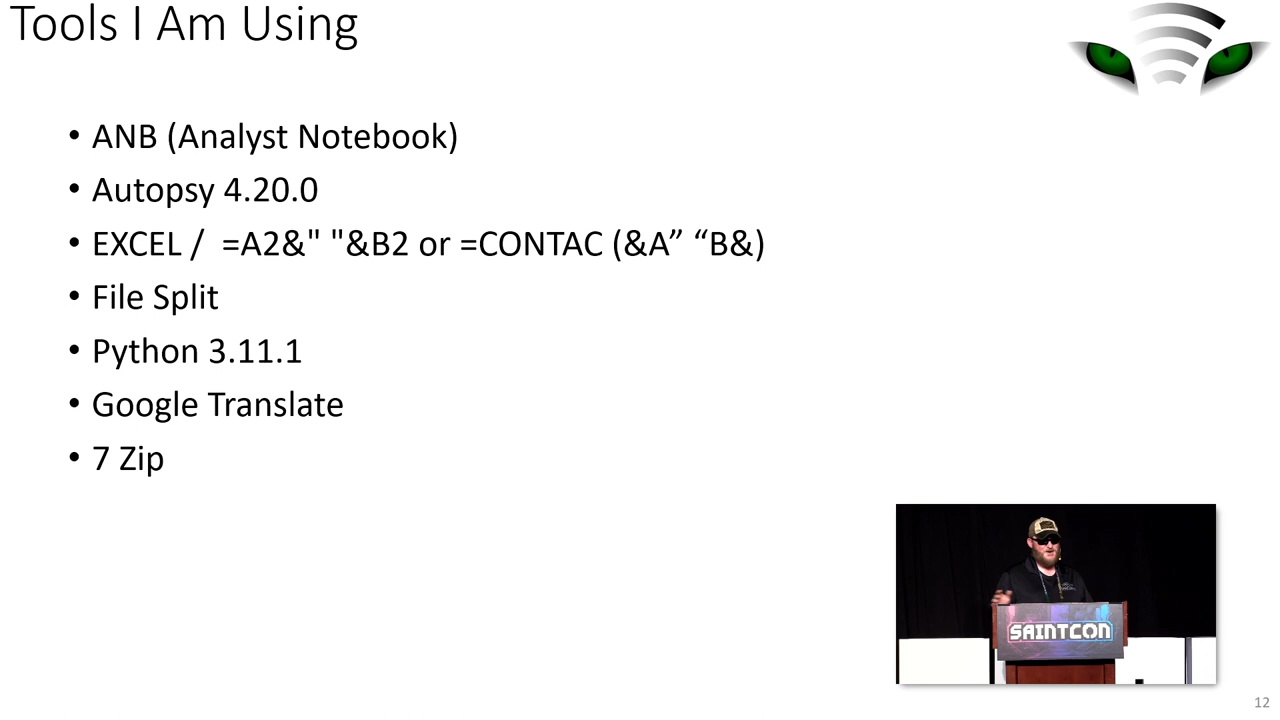 Tools I Am Using
• ANB (Analyst Notebook)
• Autopsy 4.20.0
• EXCEL /  =A2&" "&B2 or =CONTAC (&A” “B&)
• File Split
• Python 3.11.1
• Google Translate
• 7 Zip
SAINTCON
12